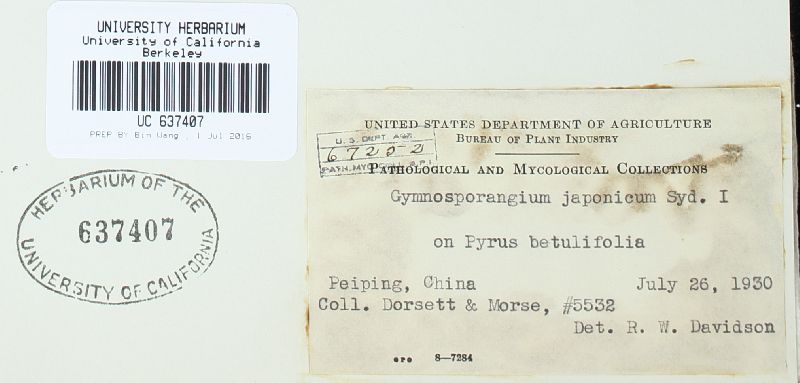 UNIVERSITY HERBARIUM
University of California
Berkeley
UC 637407
PREP BY Bin Wang , 1 Jul 2016
HERBARIUM OF THE
637407
UNIVERSITY OF CALIFORNIA
UNITED STATES DEPARTMENT OF AGRICULTURE
BUREAU OF PLANT INDUSTRY
U. S. DEPT. AGR.
67252
PATHOLOGICAL AND MYCOLOGICAL COLLECTIONS
Gymnosporangium japonicum Syd. I
on Pyrus betulifolia
Peiping, China July 26, 1930
Coll. Dorsett & Morse, #5532
Det. R. W. Davidson
GPO 8—7284